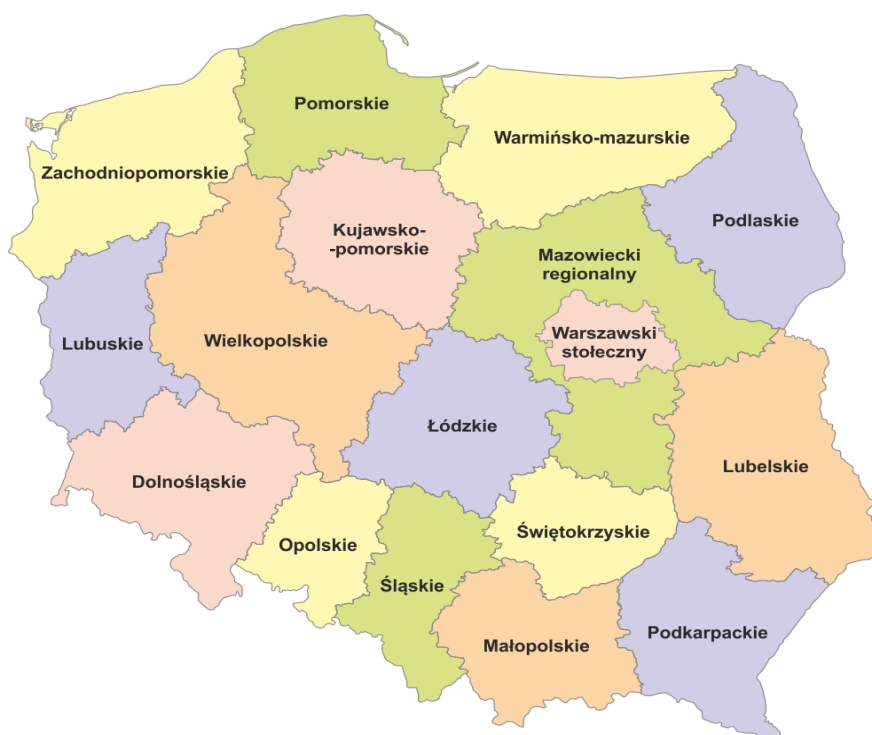 Pomorskie
Warmińsko-mazurskie
Zachodniopomorskie
Podlaskie
Kujawsko-
-pomorskie
Mazowiecki
regionalny
Lubuskie
Wielkopolskie
Warszawski
stołeczny
Łódzkie
Lubelskie
Dolnośląskie
Opolskie
Świętokrzyskie
Śląskie
Małopolskie
Podkarpackie